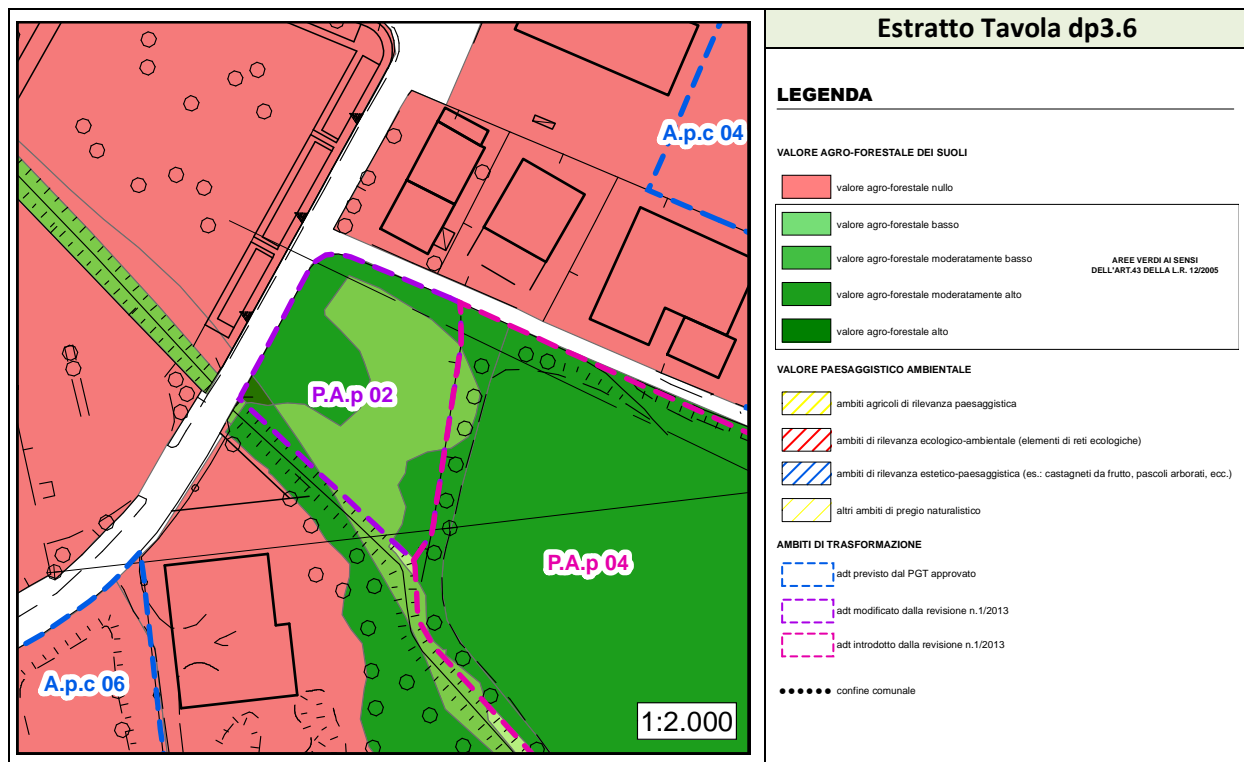 Estratto Tavola dp3.6
A.p.c 04
P.A.p 02
P.A.p 04
A.p.c 06
1:2.000
LEGENDA
VALORE AGRO-FORESTALE DEI SUOLI
valore agro-forestale nullo
valore agro-forestale basso
valore agro-forestale moderatamente basso
AREE VERDI AI SENSI
DELL'ART.43 DELLA L.R. 12/2005
valore agro-forestale moderatamente alto
valore agro-forestale alto
VALORE PAESAGGISTICO AMBIENTALE
ambiti agricoli di rilevanza paesaggistica
ambiti di rilevanza ecologico-ambientale (elementi di reti ecologiche)
ambiti di rilevanza estetico-paesaggistica (es.: castagneti da frutto, pascoli arborati, ecc.)
altri ambiti di pregio naturalistico
AMBITI DI TRASFORMAZIONE
adt previsto dal PGT approvato
adt modificato dalla revisione n.1/2013
adt introdotto dalla revisione n.1/2013
confine comunale